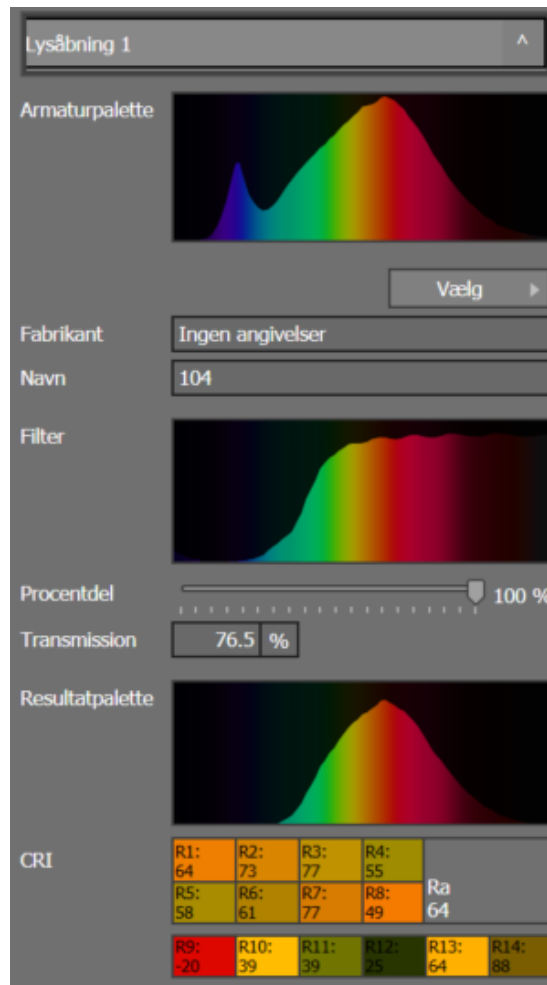 Lysåbning 1 ^
Armaturpalette
Vælg
Fabrikant Ingen angivelser
Navn 104
Filter
Procentdel 100 %
Transmission 76.5 %
Resultatpalette
CRI
R1: R2: R3: R4:
64 73 77 55
R5: R6: R7: R8: Ra
58 61 77 49 64
R9: R10: R11: R12: R13: R14:
-20 39 39 25 64 88